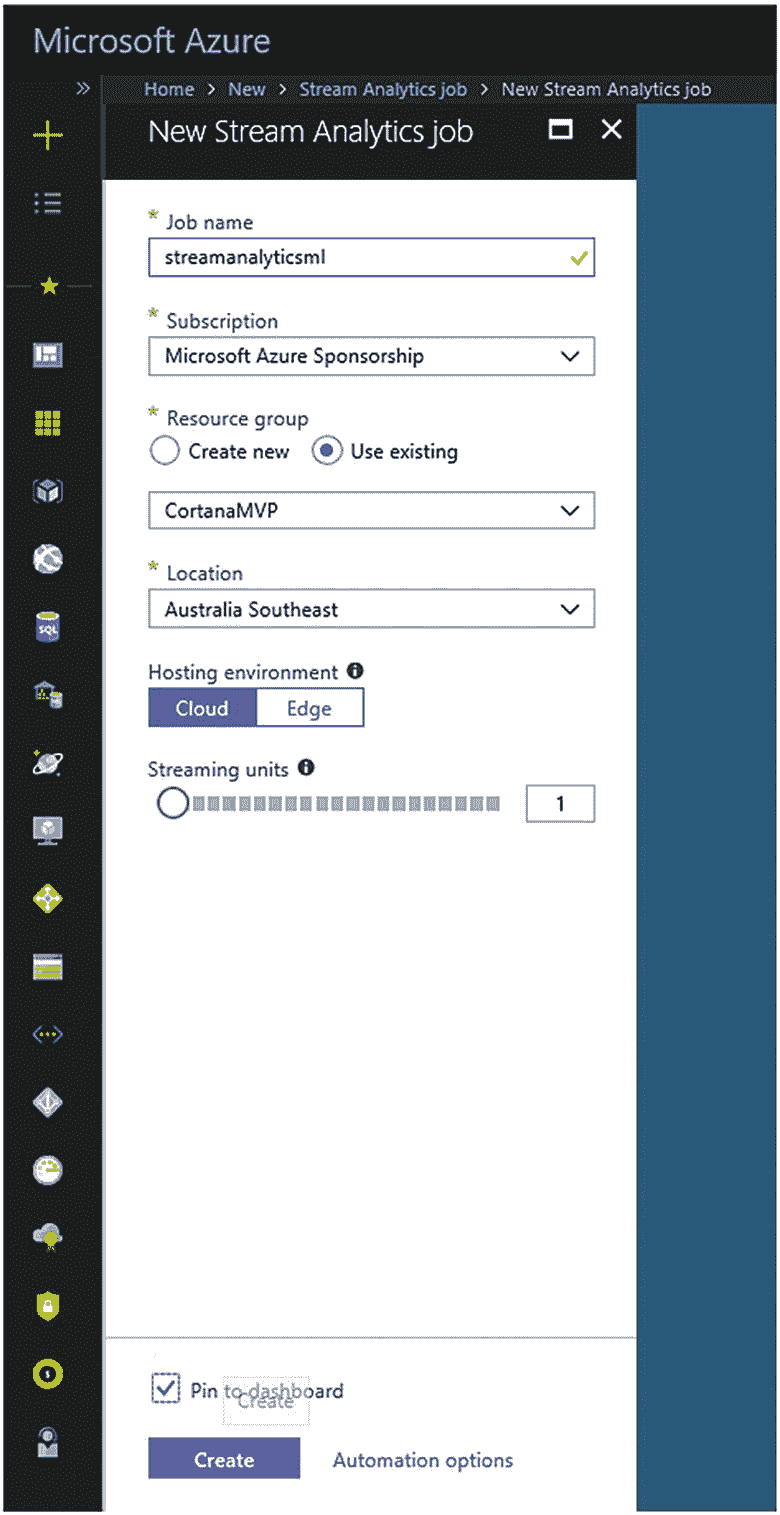 Microsoft Azure
» Home > New > Stream Analytics job > New Stream Analytics job
New Stream Analytics job
* Job name
streamanalyticsml
* Subscription
Microsoft Azure Sponsorship
* Resource group
Create new Use existing
CortanaMVP
* Location
Australia Southeast
Hosting environment
Cloud Edge
Streaming units
1
SQL
Pin to dashboard
Create
Create Automation options